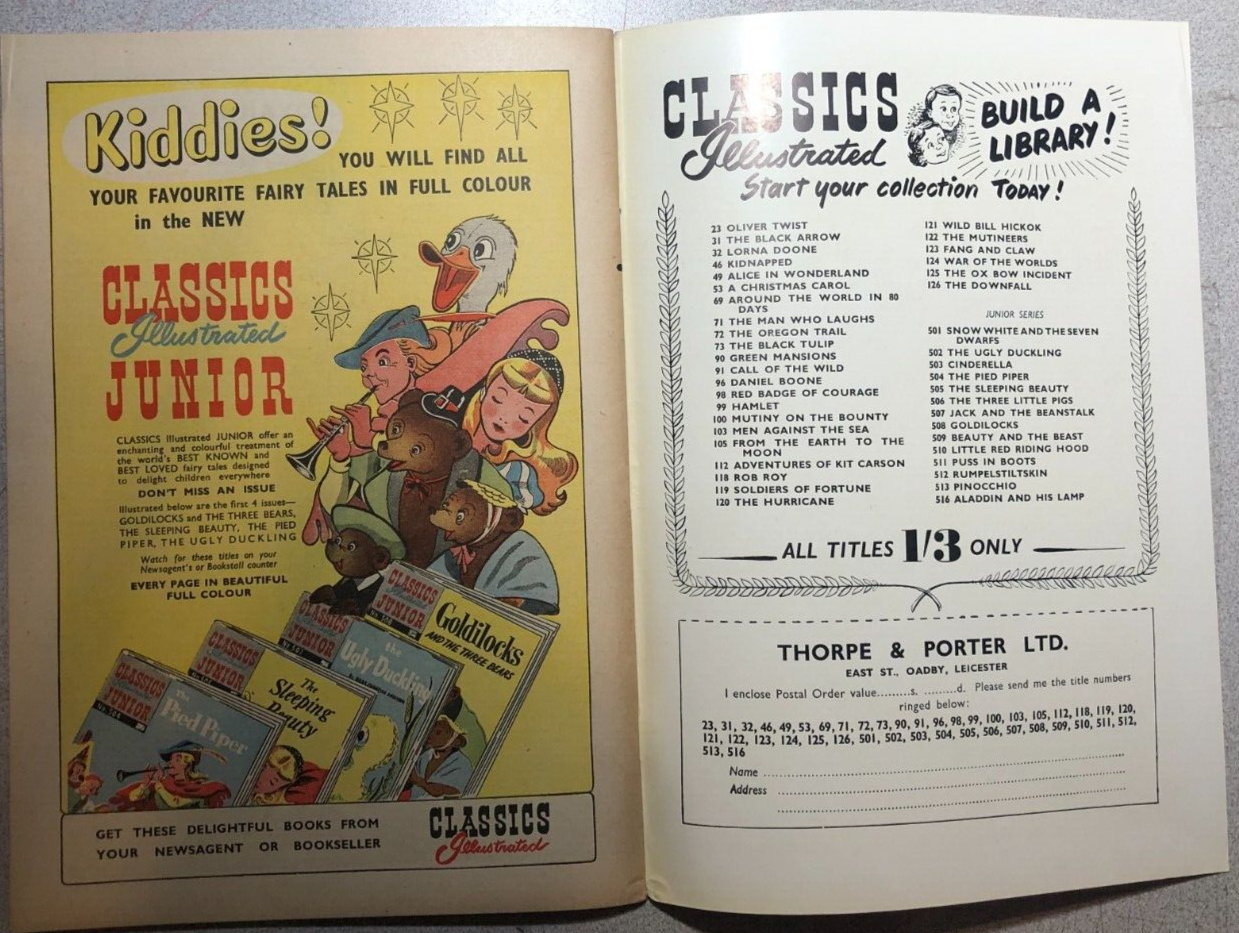 Kiddies!
YOU WILL FIND ALL
YOUR FAVOURITE FAIRY TALES IN FULL COLOUR
in the NEW
CLASSICS
Illustrated
JUNIOR
CLASSICS Illustrated JUNIOR offer an
enchanting and colourful treatment of
the world's BEST KNOWN and
BEST LOVED fairy tales designed
to delight children everywhere
DON'T MISS AN ISSUE
Illustrated below are the first 4 issues—
GOLDILOCKS and THE THREE BEARS,
THE SLEEPING BEAUTY, THE PIED
PIPER, THE UGLY DUCKLING
Watch for these titles on your
Newsagent's or Bookstall counter
EVERY PAGE IN BEAUTIFUL
FULL COLOUR
CLASSICS
Illustrated
JUNIOR
Goldilocks
AND THE THREE BEARS
CLASSICS
JUNIOR
the
Ugly Duckling
CLASSICS
JUNIOR
The
Sleeping
Beauty
CLASSICS
Illustrated
JUNIOR
The
Pied Piper
GET THESE DELIGHTFUL BOOKS FROM
YOUR NEWSAGENT OR BOOKSELLER
CLASSICS
Illustrated
CLASSICS
Illustrated
BUILD A
LIBRARY!
Start your collection TODAY!
23 OLIVER TWIST
31 THE BLACK ARROW
32 LORNA DOONE
46 KIDNAPPED
49 ALICE IN WONDERLAND
53 A CHRISTMAS CAROL
69 AROUND THE WORLD IN 80
DAYS
71 THE MAN WHO LAUGHS
72 THE OREGON TRAIL
73 THE BLACK TULIP
90 GREEN MANSIONS
91 CALL OF THE WILD
96 DANIEL BOONE
98 RED BADGE OF COURAGE
99 HAMLET
100 MUTINY ON THE BOUNTY
103 MEN AGAINST THE SEA
105 FROM THE EARTH TO THE
MOON
112 ADVENTURES OF KIT CARSON
118 ROB ROY
119 SOLDIERS OF FORTUNE
120 THE HURRICANE
121 WILD BILL HICKOK
122 THE MUTINEERS
123 FANG AND CLAW
124 WAR OF THE WORLDS
125 THE OX BOW INCIDENT
126 THE DOWNFALL
JUNIOR SERIES
501 SNOW WHITE AND THE SEVEN
DWARFS
502 THE UGLY DUCKLING
503 CINDERELLA
504 THE PIED PIPER
505 THE SLEEPING BEAUTY
506 THE THREE LITTLE PIGS
507 JACK AND THE BEANSTALK
508 GOLDILOCKS
509 BEAUTY AND THE BEAST
510 LITTLE RED RIDING HOOD
511 PUSS IN BOOTS
512 RUMPELSTILTSKIN
513 PINOCCHIO
516 ALADDIN AND HIS LAMP
ALL TITLES 1/3 ONLY
THORPE & PORTER LTD.
EAST ST., OADBY, LEICESTER
I enclose Postal Order value.........s. .........d. Please send me the title numbers
ringed below:
23, 31, 32, 46, 49, 53, 69, 71, 72, 73, 90, 91, 96, 98, 99, 100, 103, 105, 112, 118, 119, 120,
121, 122, 123, 124, 125, 126, 501, 502, 503, 504, 505, 506, 507, 508, 509, 510, 511, 512,
513, 516
Name
Address